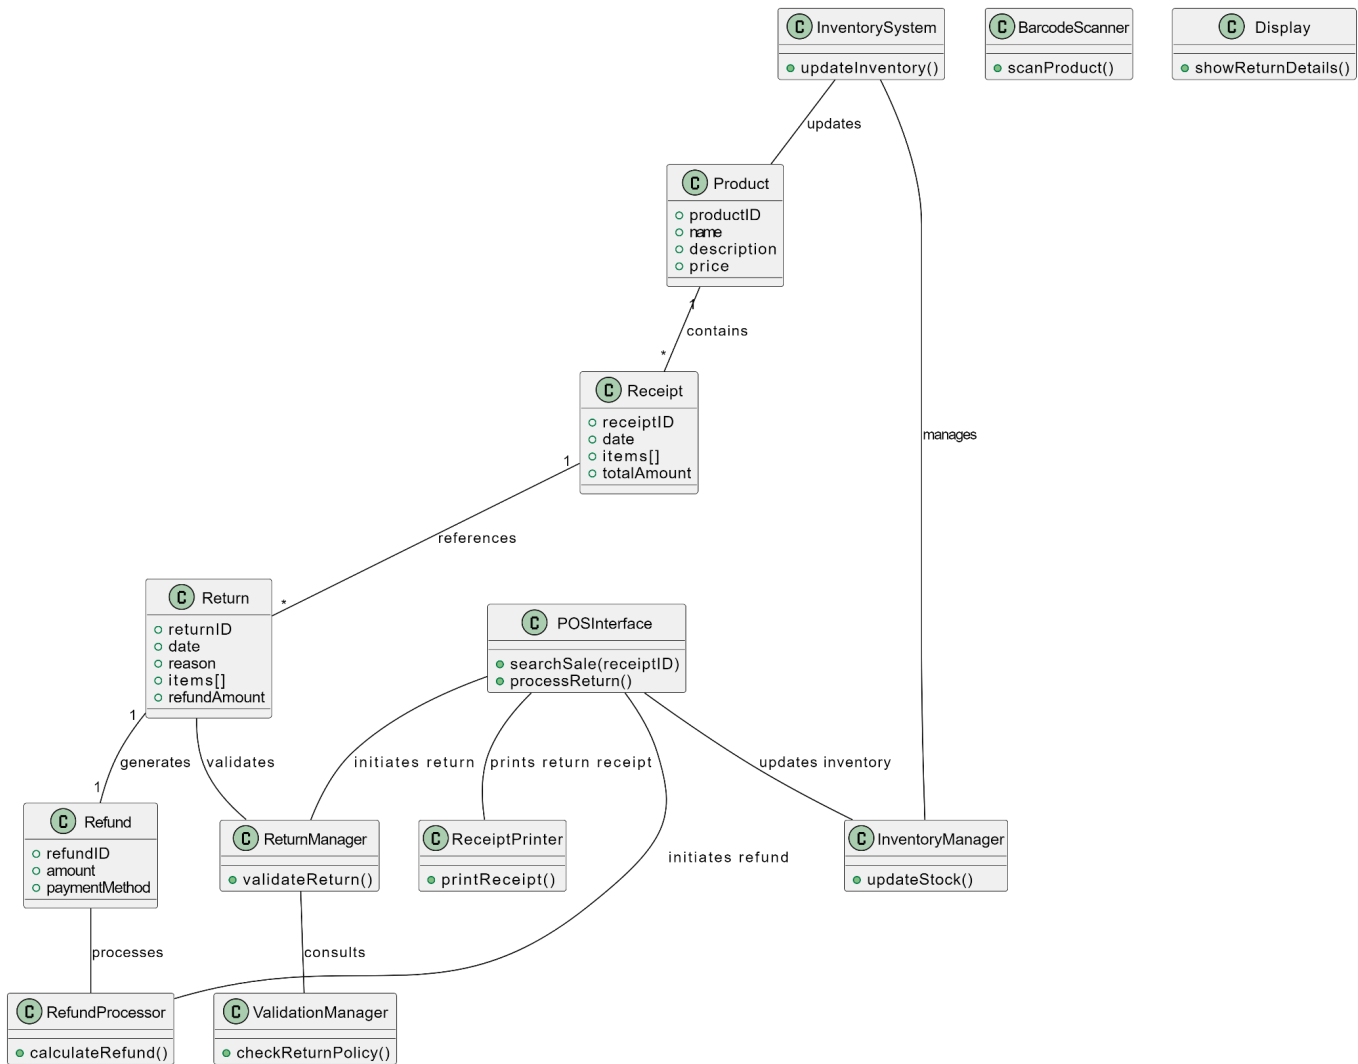 C InventorySystem
updateInventory()
C BarcodeScanner
scanProduct()
C Display
showReturnDetails()
updates
C Product
productID
name
description
price
1
contains
*
manages
C Receipt
receiptID
date
items[]
totalAmount
1
references
*
C Return
returnID
date
reason
items[]
refundAmount
C POSInterface
searchSale(receiptID)
processReturn()
1
generates
1
validates
initiates return
prints return receipt
updates inventory
initiates refund
C Refund
refundID
amount
paymentMethod
C ReturnManager
validateReturn()
C ReceiptPrinter
printReceipt()
C InventoryManager
updateStock()
processes
consults
C RefundProcessor
calculateRefund()
C ValidationManager
checkReturnPolicy()